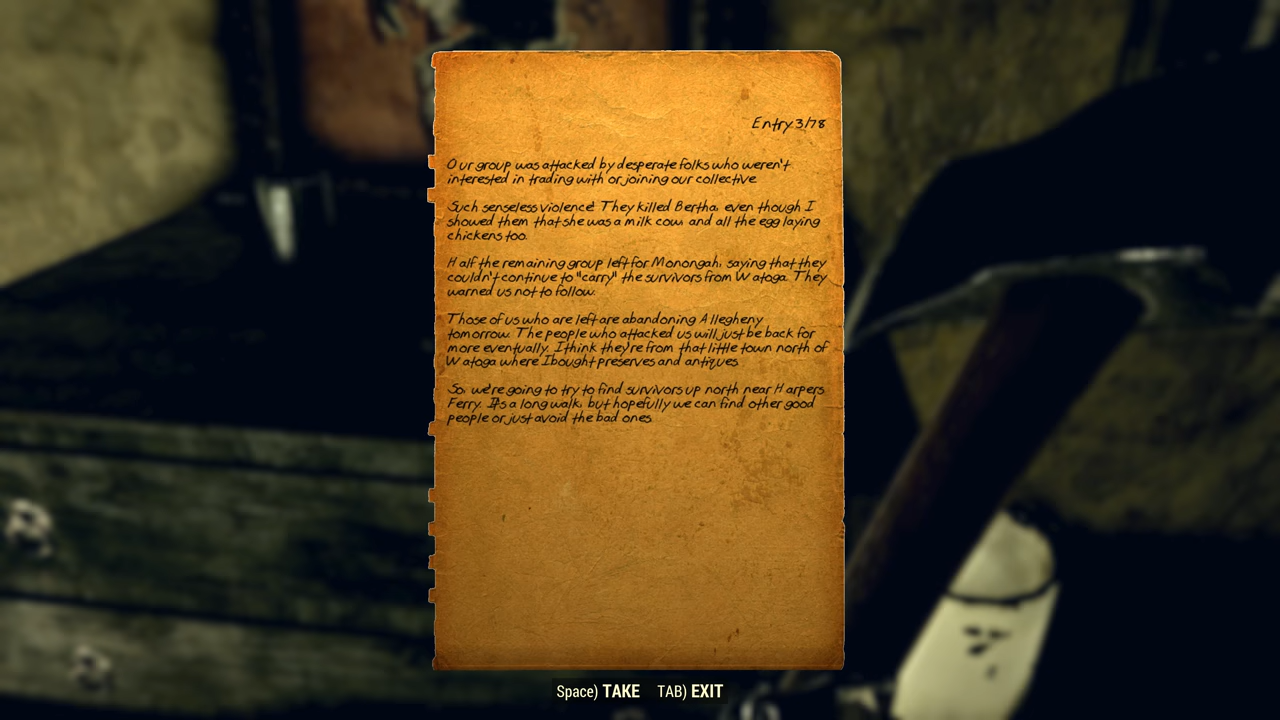 Entry 3/78
Our group was attacked by desperate folks who weren't
interested in trading with or joining our collective.
Such senseless violence! They killed Bertha, even though I
showed them that she was a milk cow, and all the egg laying
chickens too.
Half the remaining group left for Monongah, saying that they
couldn't continue to "carry" the survivors from Watoga. They
warned us not to follow.
Those of us who are left are abandoning Allegheny
tomorrow. The people who attacked us will just be back for
more eventually. I think they're from that little town north of
Watoga where I bought preserves and antiques.
So, we're going to try to find survivors up north near Harpers
Ferry. It's a long walk, but hopefully we can find other good
people or just avoid the bad ones.
Space) TAKE TAB) EXIT